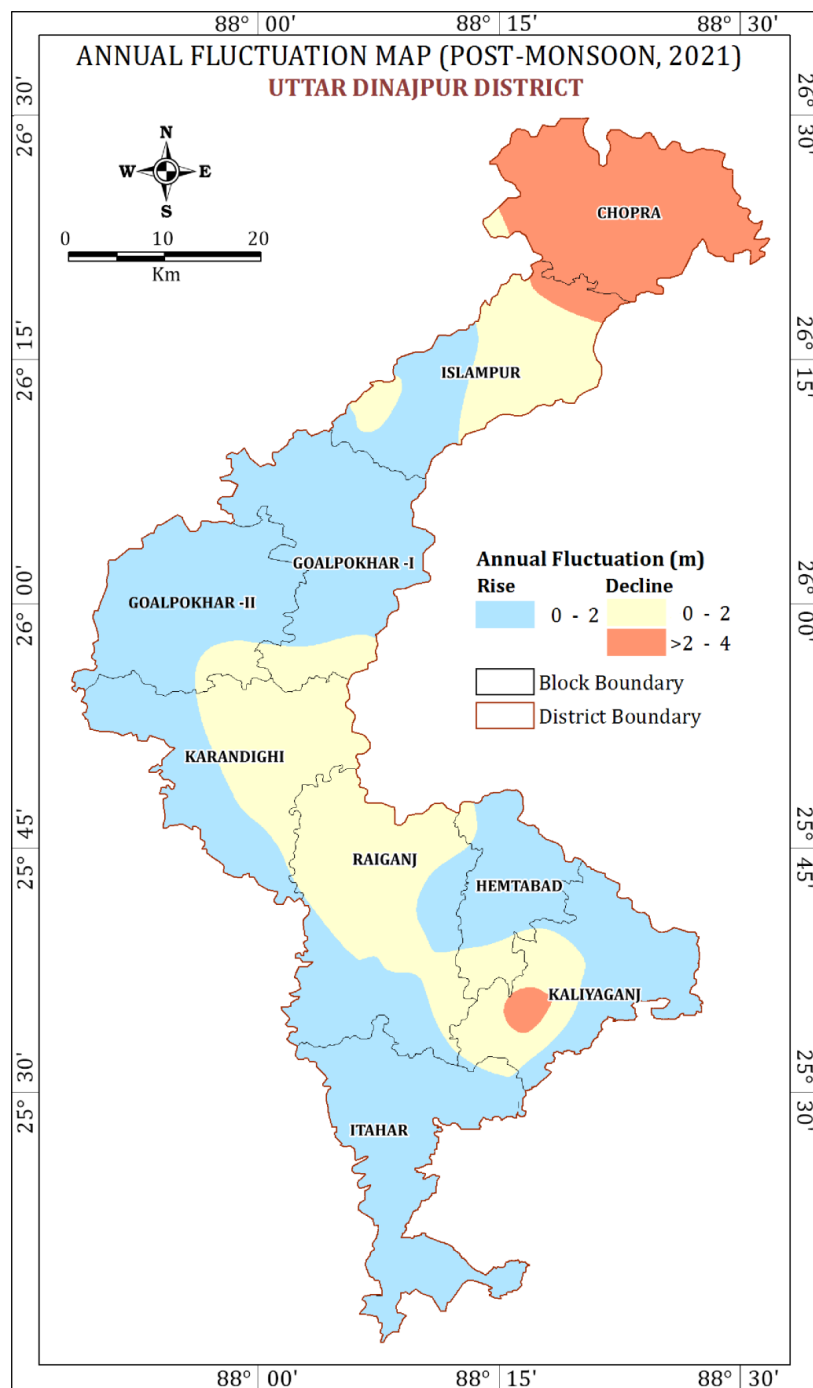 88° 00' 88° 15' 88° 30'
ANNUAL FLUCTUATION MAP (POST-MONSOON, 2021)
UTTAR DINAJPUR DISTRICT
26° 30'
26° 30'
N
W E
S
0 10 20
Km
CHOPRA
26° 15'
26° 15'
ISLAMPUR
GOALPOKHAR -I
GOALPOKHAR -II
26° 00'
26° 00'
Annual Fluctuation (m)
Rise Decline
0 - 2 0 - 2
>2 - 4
Block Boundary
District Boundary
KARANDIGHI
25° 45'
25° 45'
RAIGANJ
HEMTABAD
KALIYAGANJ
25° 30'
25° 30'
ITAHAR
88° 00' 88° 15' 88° 30'